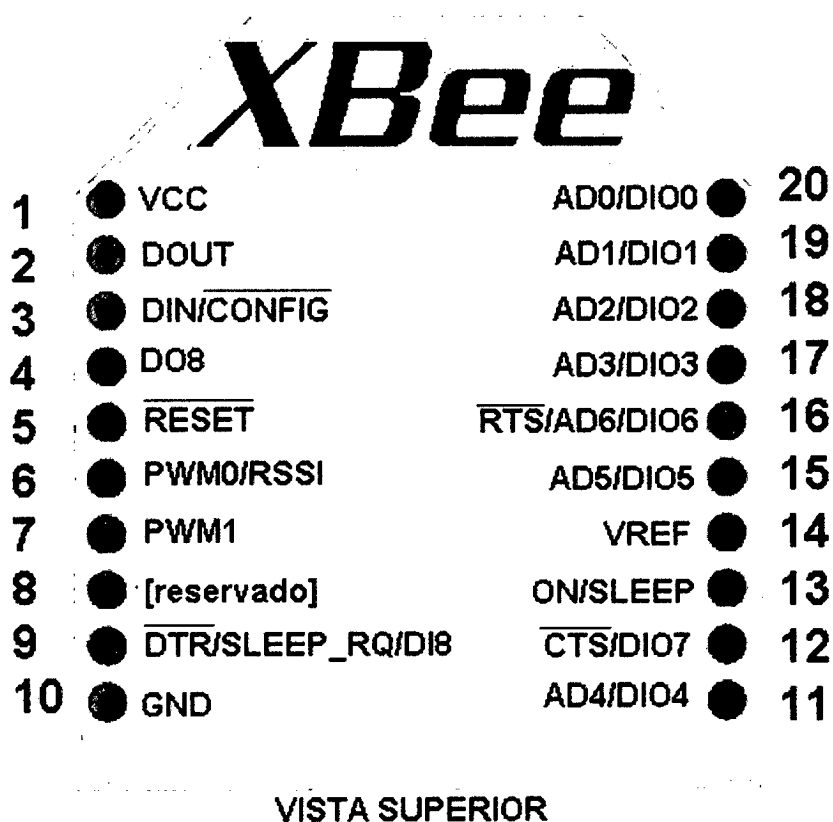 XBee
1 VCC AD0/DIO0 20
2 DOUT AD1/DIO1 19
3 DIN/CONFIG AD2/DIO2 18
4 DO8 AD3/DIO3 17
5 RESET RTS/AD6/DIO6 16
6 PWM0/RSSI AD5/DIO5 15
7 PWM1 VREF 14
8 [reservado] ON/SLEEP 13
9 DTR/SLEEP_RQ/DI8 CTS/DIO7 12
10 GND AD4/DIO4 11
VISTA SUPERIOR